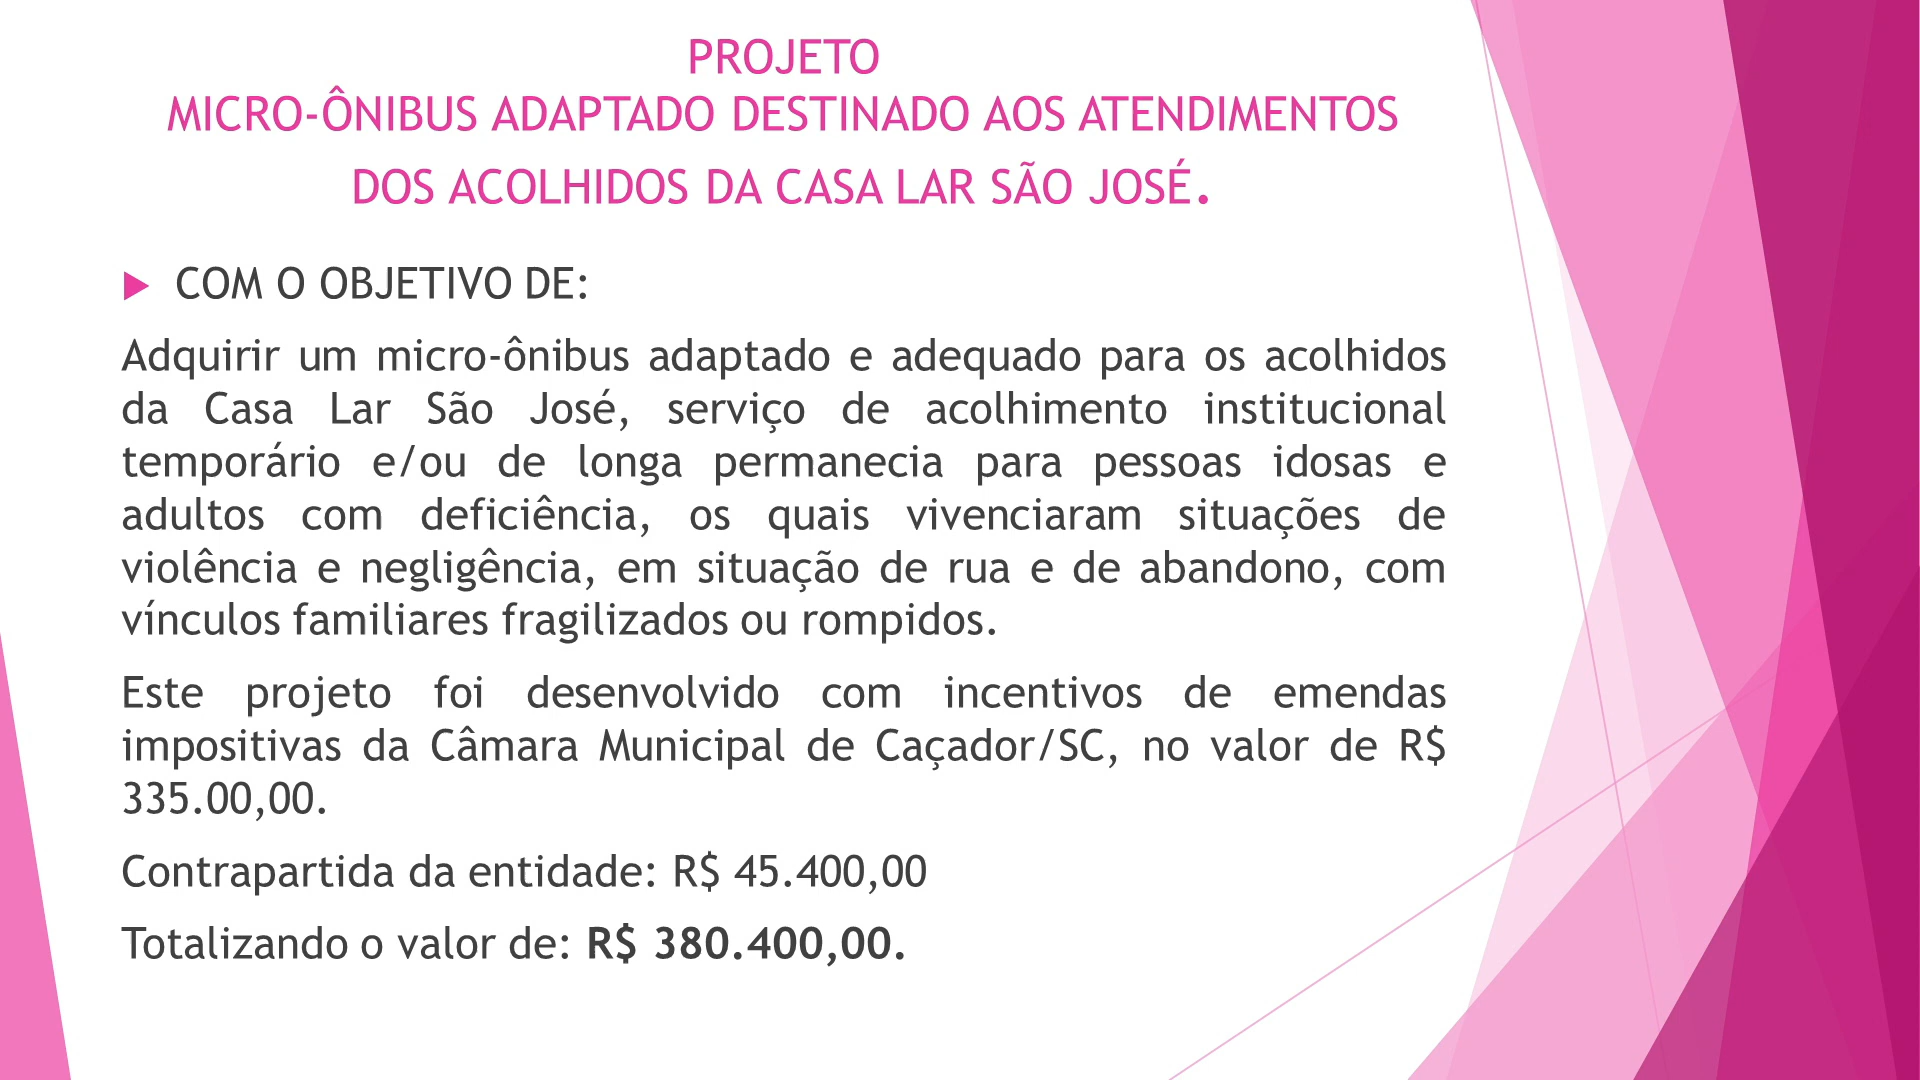 PROJETO
MICRO-ÔNIBUS ADAPTADO DESTINADO AOS ATENDIMENTOS
DOS ACOLHIDOS DA CASA LAR SÃO JOSÉ.
COM O OBJETIVO DE:
Adquirir um micro-ônibus adaptado e adequado para os acolhidos
da Casa Lar São José, serviço de acolhimento institucional
temporário e/ou de longa permanecia para pessoas idosas e
adultos com deficiência, os quais vivenciaram situações de
violência e negligência, em situação de rua e de abandono, com
vínculos familiares fragilizados ou rompidos.
Este projeto foi desenvolvido com incentivos de emendas
impositivas da Câmara Municipal de Caçador/SC, no valor de R$
335.00,00.
Contrapartida da entidade: R$ 45.400,00
Totalizando o valor de: R$ 380.400,00.